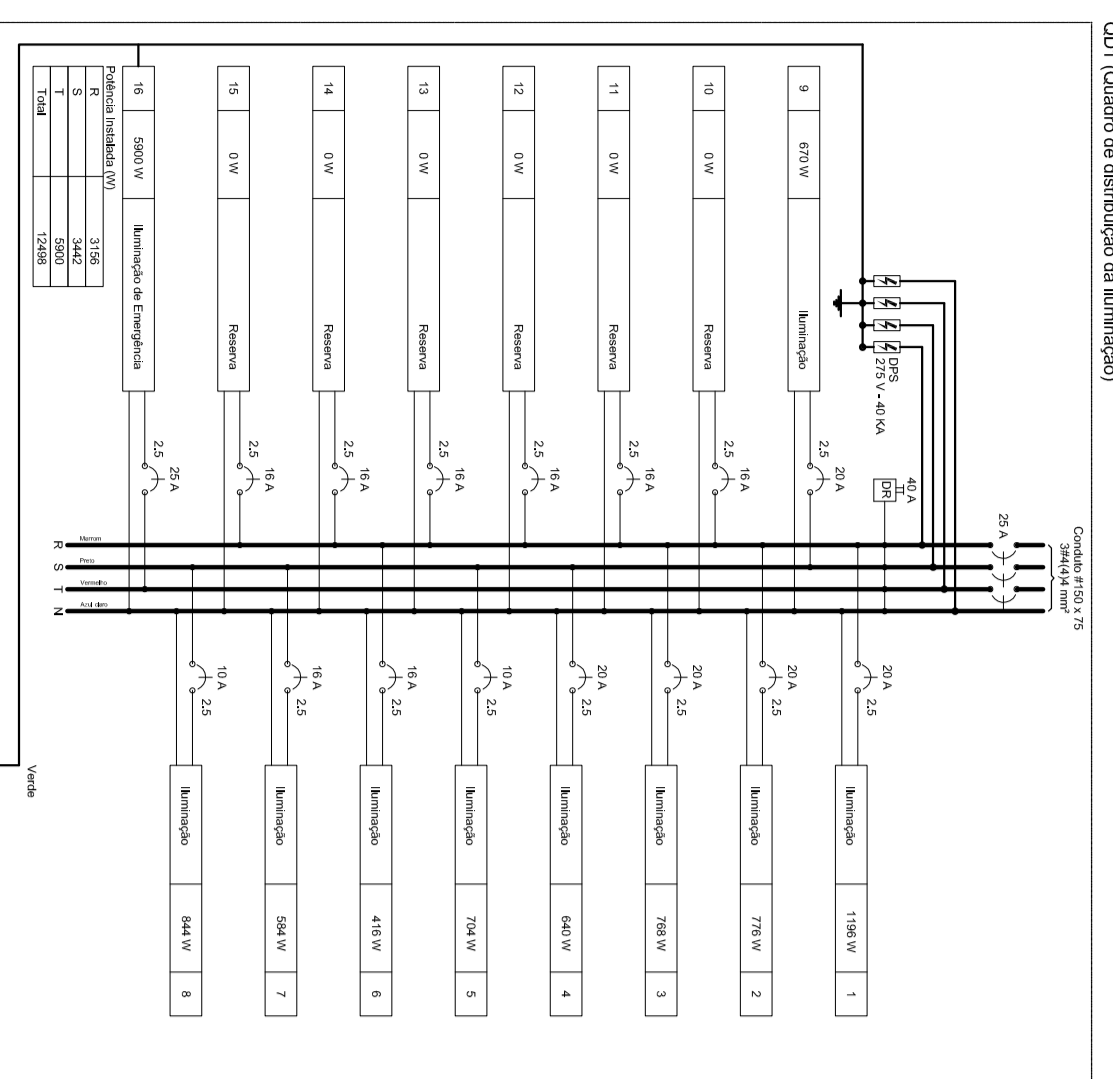 QD1 (Quadro de distribuição da Iluminação)
Conduto #150 x 75
3#4(4)4 mm²
25 A
40 A
DR
DPS
275 V - 40 KA
9 670 W Iluminação 2.5 20 A
10 0 W Reserva 2.5 16 A
11 0 W Reserva 2.5 16 A
12 0 W Reserva 2.5 16 A
13 0 W Reserva 2.5 16 A
14 0 W Reserva 2.5 16 A
15 0 W Reserva 2.5 16 A
16 5900 W Iluminação de Emergência 2.5 25 A
20 A 2.5 Iluminação 1196 W 1
20 A 2.5 Iluminação 776 W 2
20 A 2.5 Iluminação 768 W 3
20 A 2.5 Iluminação 640 W 4
10 A 2.5 Iluminação 704 W 5
16 A 2.5 Iluminação 416 W 6
16 A 2.5 Iluminação 584 W 7
10 A 2.5 Iluminação 844 W 8
R Marrom
S Preto
T Vermelho
N Azul claro
Potência Instalada (W)
R 3156
S 3442
T 5900
Total 12498
Verde